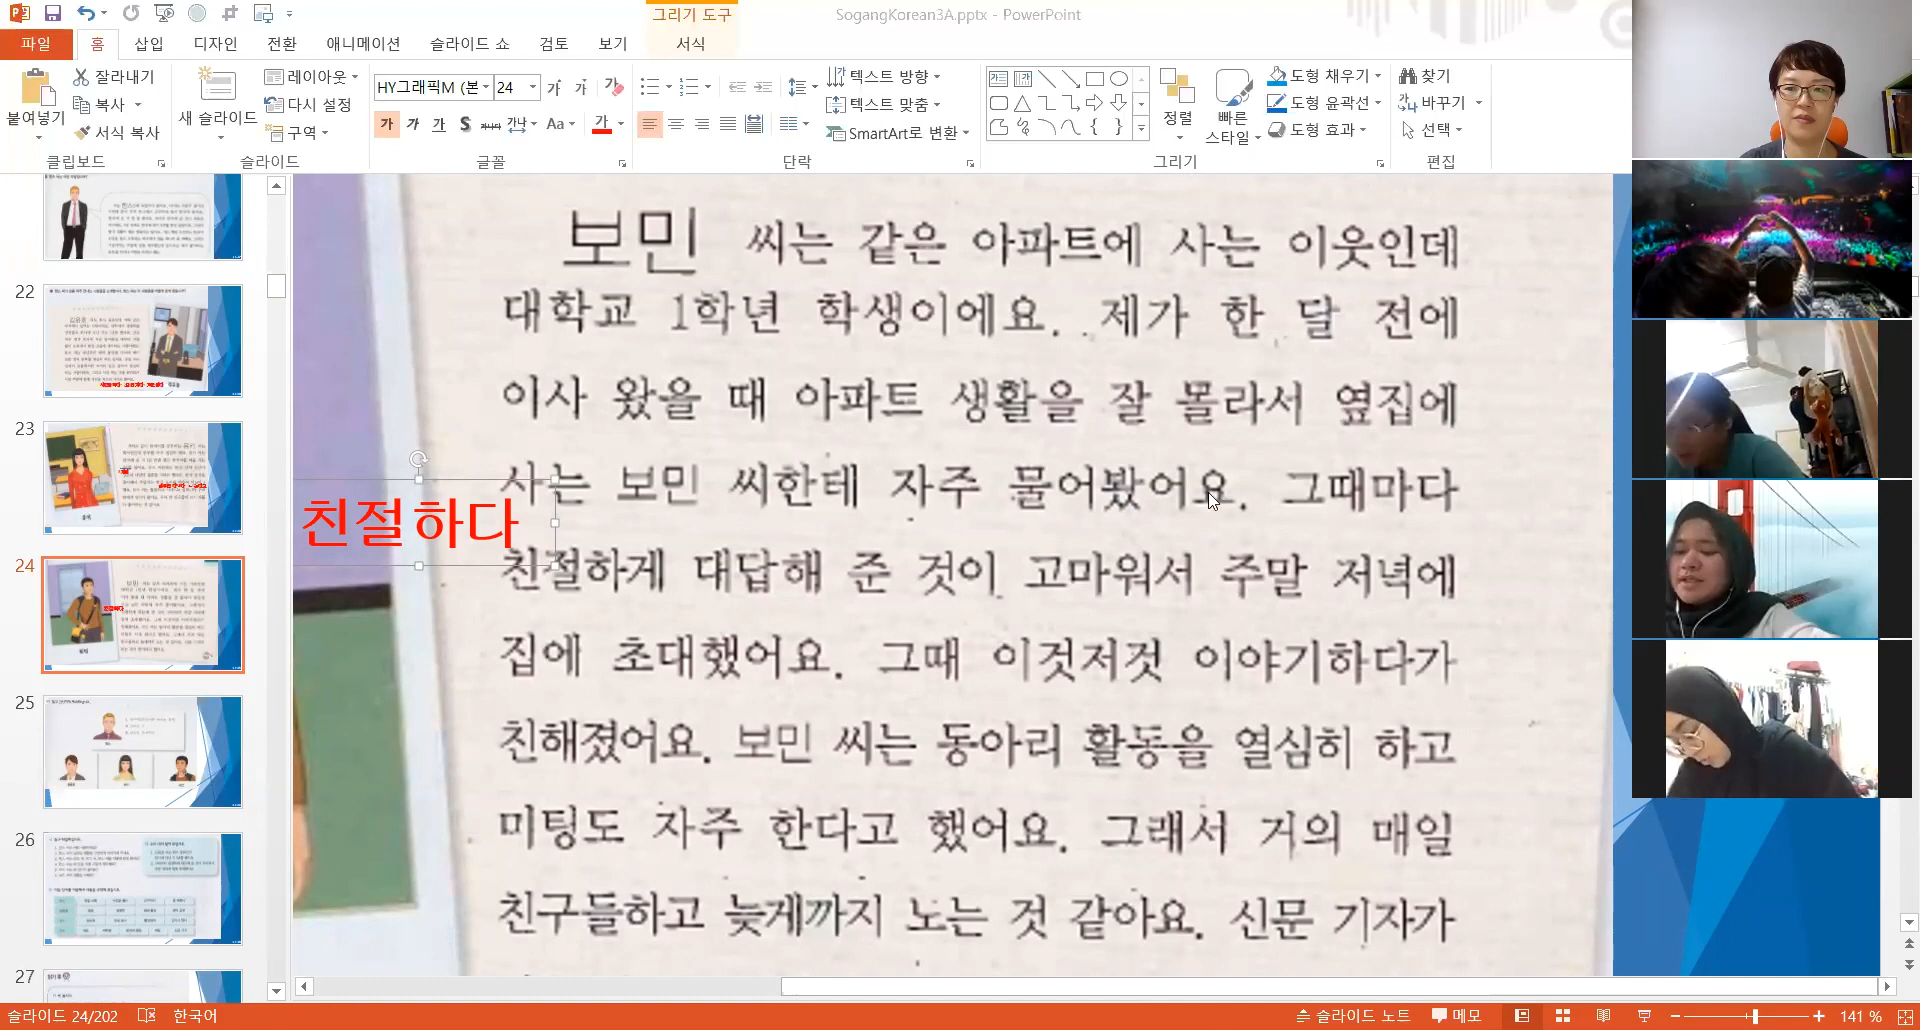 그리기 도구
SogangKorean3A.pptx - PowerPoint
파일 홈 삽입 디자인 전환 애니메이션 슬라이드 쇼 검토 보기 서식
붙여넣기
잘라내기
복사
서식 복사
클립보드
새 슬라이드
레이아웃
다시 설정
구역
슬라이드
HY그래픽M (본 24
가 가 가 S 가나다 간냐 Aa 가
글꼴
텍스트 방향
텍스트 맞춤
SmartArt로 변환
단락
정렬
빠른 스타일
도형 채우기
도형 윤곽선
도형 효과
그리기
찾기
바꾸기
선택
편집
22
23
24
25
26
27
보민 씨는 같은 아파트에 사는 이웃인데
대학교 1학년 학생이에요. 제가 한 달 전에
이사 왔을 때 아파트 생활을 잘 몰라서 옆집에
사는 보민 씨한테 자주 물어봤어요. 그때마다
친절하다
친절하게 대답해 준 것이 고마워서 주말 저녁에
집에 초대했어요. 그때 이것저것 이야기하다가
친해졌어요. 보민 씨는 동아리 활동을 열심히 하고
미팅도 자주 한다고 했어요. 그래서 거의 매일
친구들하고 늦게까지 노는 것 같아요. 신문 기자가
슬라이드 24/202 한국어
슬라이드 노트 메모 141 %